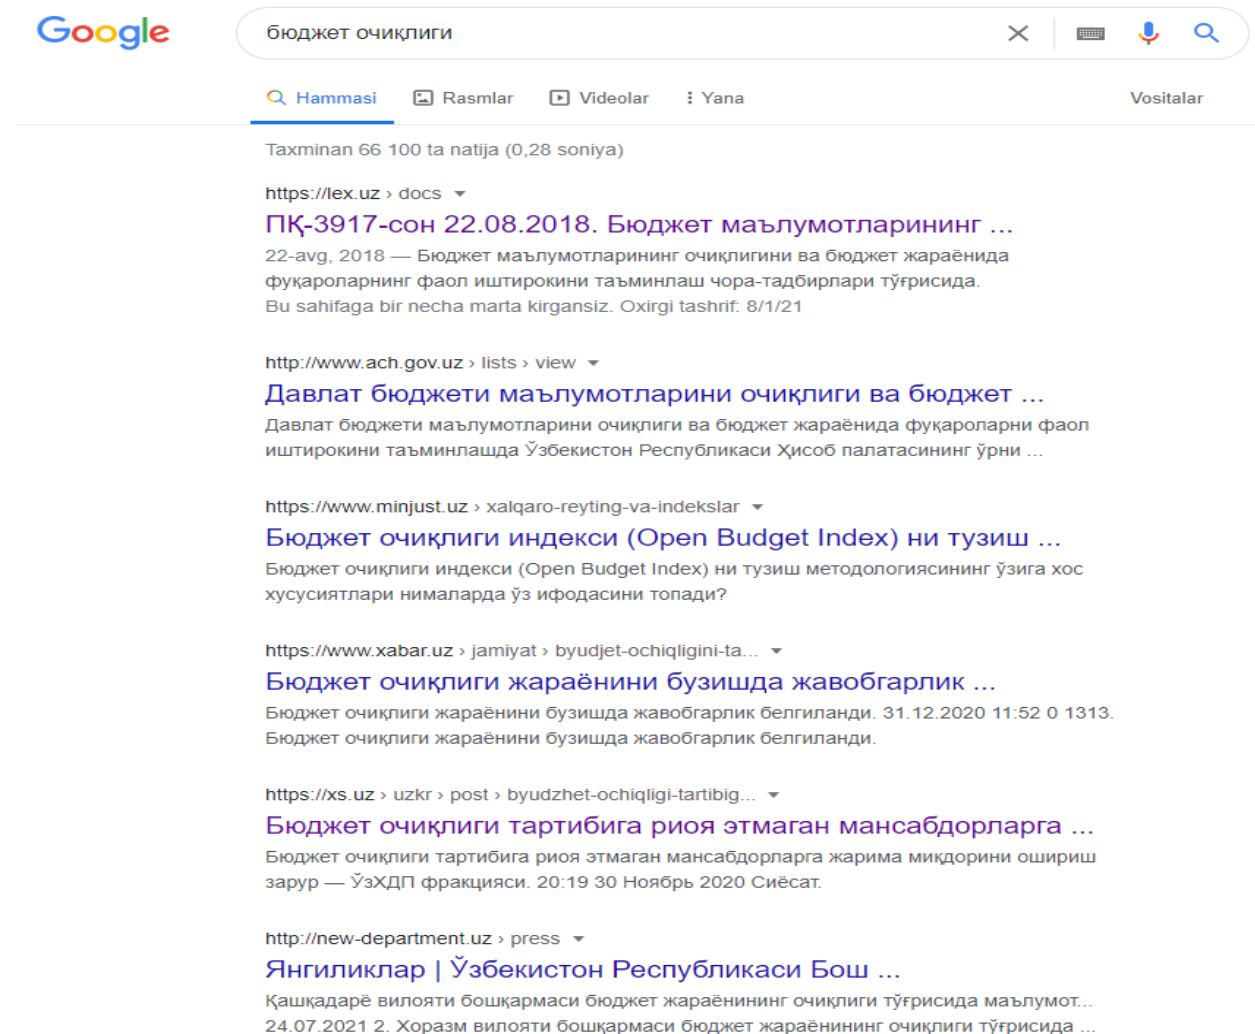 Google
бюджет очиқлиги
Hammasi Rasmlar Videolar Yana Vositalar
Taxminan 66 100 ta natija (0,28 soniya)
https://lex.uz › docs
ПҚ-3917-сон 22.08.2018. Бюджет маълумотларининг ...
22-avg, 2018 — Бюджет маълумотларининг очиқлигини ва бюджет жараёнида
фуқароларнинг фаол иштирокини таъминлаш чора-тадбирлари тўғрисида.
Bu sahifaga bir necha marta kirgansiz. Oxirgi tashrif: 8/1/21
http://www.ach.gov.uz › lists › view
Давлат бюджети маълумотларини очиқлиги ва бюджет ...
Давлат бюджети маълумотларини очиқлиги ва бюджет жараёнида фуқароларни фаол
иштирокини таъминлашда Ўзбекистон Республикаси Ҳисоб палатасининг ўрни ...
https://www.minjust.uz › xalqaro-reyting-va-indekslar
Бюджет очиқлиги индекси (Open Budget Index) ни тузиш ...
Бюджет очиқлиги индекси (Open Budget Index) ни тузиш методологиясининг ўзига хос
хусусиятлари нималарда ўз ифодасини топади?
https://www.xabar.uz › jamiyat › byudjet-ochiqligini-ta...
Бюджет очиқлиги жараёнини бузишда жавобгарлик ...
Бюджет очиқлиги жараёнини бузишда жавобгарлик белгиланди. 31.12.2020 11:52 0 1313.
Бюджет очиқлиги жараёнини бузишда жавобгарлик белгиланди.
https://xs.uz › uzkr › post › byudzhet-ochiqligi-tartibig...
Бюджет очиқлиги тартибига риоя этмаган мансабдорларга ...
Бюджет очиқлиги тартибига риоя этмаган мансабдорларга жарима миқдорини ошириш
зарур — ЎзХДП фракцияси. 20:19 30 Ноябрь 2020 Сиёсат.
http://new-department.uz › press
Янгиликлар | Ўзбекистон Республикаси Бош ...
Қашқадарё вилояти бошқармаси бюджет жараёнининг очиқлиги тўғрисида маълумот...
24.07.2021 2. Хоразм вилояти бошқармаси бюджет жараёнининг очиқлиги тўғрисида ...